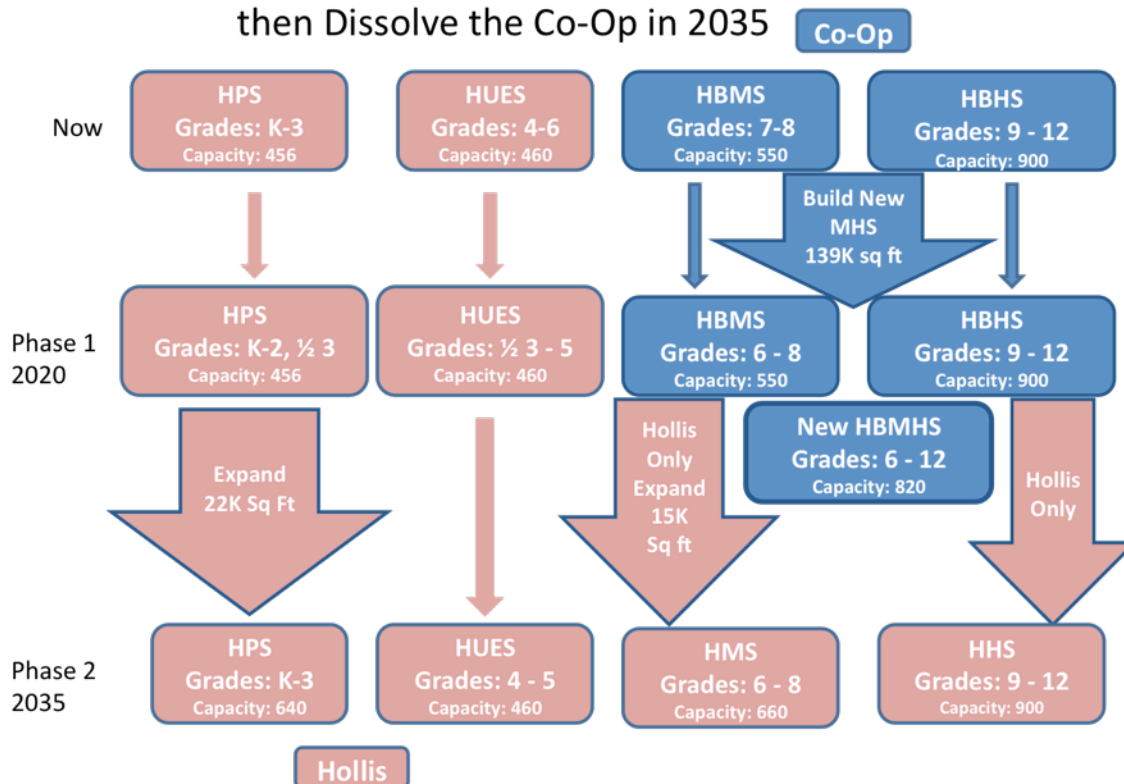 then Dissolve the Co-Op in 2035
Co-Op
Now
HPS
Grades: K-3
Capacity: 456
HUES
Grades: 4-6
Capacity: 460
HBMS
Grades: 7-8
Capacity: 550
HBHS
Grades: 9 - 12
Capacity: 900
Build New
MHS
139K sq ft
Phase 1
2020
HPS
Grades: K-2, ½ 3
Capacity: 456
HUES
Grades: ½ 3 - 5
Capacity: 460
HBMS
Grades: 6 - 8
Capacity: 550
HBHS
Grades: 9 - 12
Capacity: 900
Expand
22K Sq Ft
Hollis
Only
Expand
15K
Sq ft
New HBMHS
Grades: 6 - 12
Capacity: 820
Hollis
Only
Phase 2
2035
HPS
Grades: K-3
Capacity: 640
HUES
Grades: 4 - 5
Capacity: 460
HMS
Grades: 6 - 8
Capacity: 660
HHS
Grades: 9 - 12
Capacity: 900
Hollis